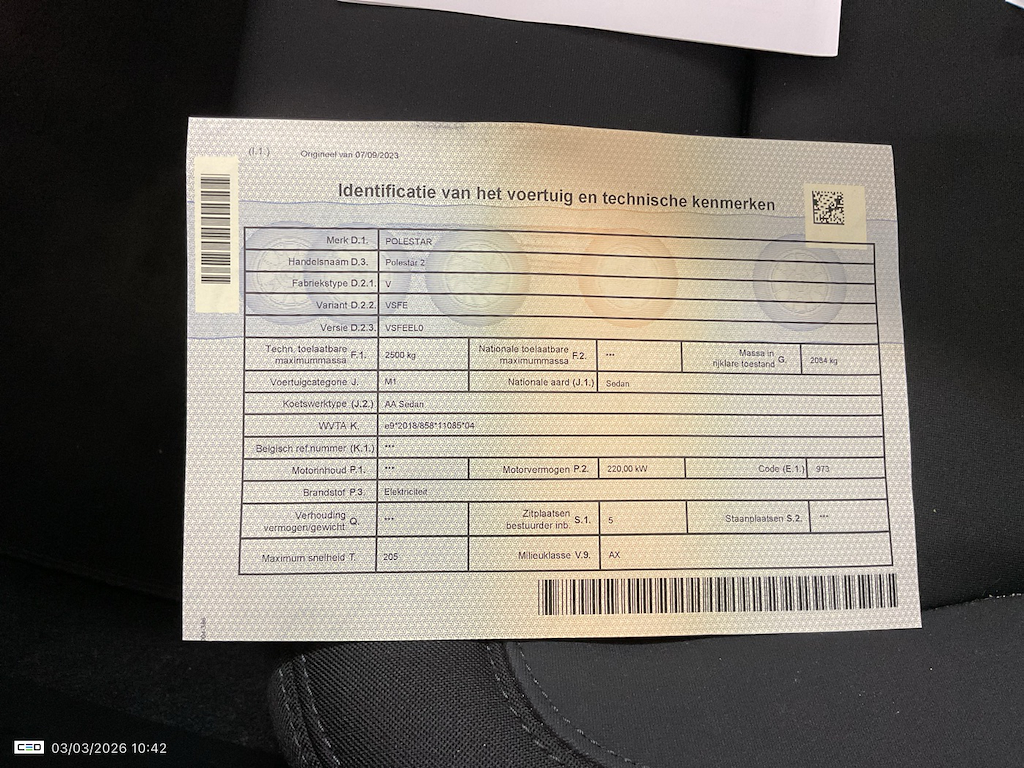 (I.1.) Origineel van 07/09/2023
Identificatie van het voertuig en technische kenmerken
Merk D.1. POLESTAR
Handelsnaam D.3. Polestar 2
Fabriekstype D.2.1. V
Variant D.2.2. VSFE
Versie D.2.3. VSFEEL0
Techn. toelaatbare maximummassa F.1. 2500 kg Nationale toelaatbare maximummassa F.2. *** Massa in rijklare toestand G. 2084 kg
Voertuigcategorie J. M1 Nationale aard (J.1.) Sedan
Koetswerktype (J.2.) AA Sedan
WVTA K. e9*2018/858*11085*04
Belgisch ref.nummer (K.1.) ***
Motorinhoud P.1. *** Motorvermogen P.2. 220,00 kW Code (E.1.) 973
Brandstof P.3. Elektriciteit
Verhouding vermogen/gewicht Q. *** Zitplaatsen bestuurder inb. S.1. 5 Staanplaatsen S.2. ***
Maximum snelheid T. 205 Milieuklasse V.9. AX
03/03/2026 10:42